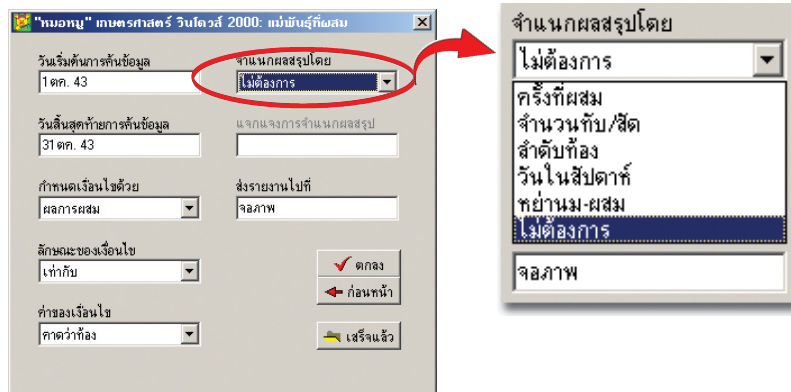 "หมอหมู" เกษตรศาสตร์ วินโดวส์ 2000: แม่พันธุ์ที่ผสม
วันเริ่มต้นการค้นข้อมูล
1 ตค. 43
จำแนกผลสรุปโดย
ไม่ต้องการ
วันสิ้นสุดท้ายการค้นข้อมูล
31 ตค. 43
แจกแจงการจำแนกผลสรุป
กำหนดเงื่อนไขด้วย
ผลการผสม
ส่งรายงานไปที่
จอภาพ
ลักษณะของเงื่อนไข
เท่ากับ
ค่าของเงื่อนไข
คาดว่าท้อง
ตกลง
ก่อนหน้า
เสร็จแล้ว
จำแนกผลสรุปโดย
ไม่ต้องการ
ครั้งที่ผสม
จำนวนทับ/สัด
ลำดับท้อง
วันในสัปดาห์
หย่านม-ผสม
ไม่ต้องการ
จอภาพ